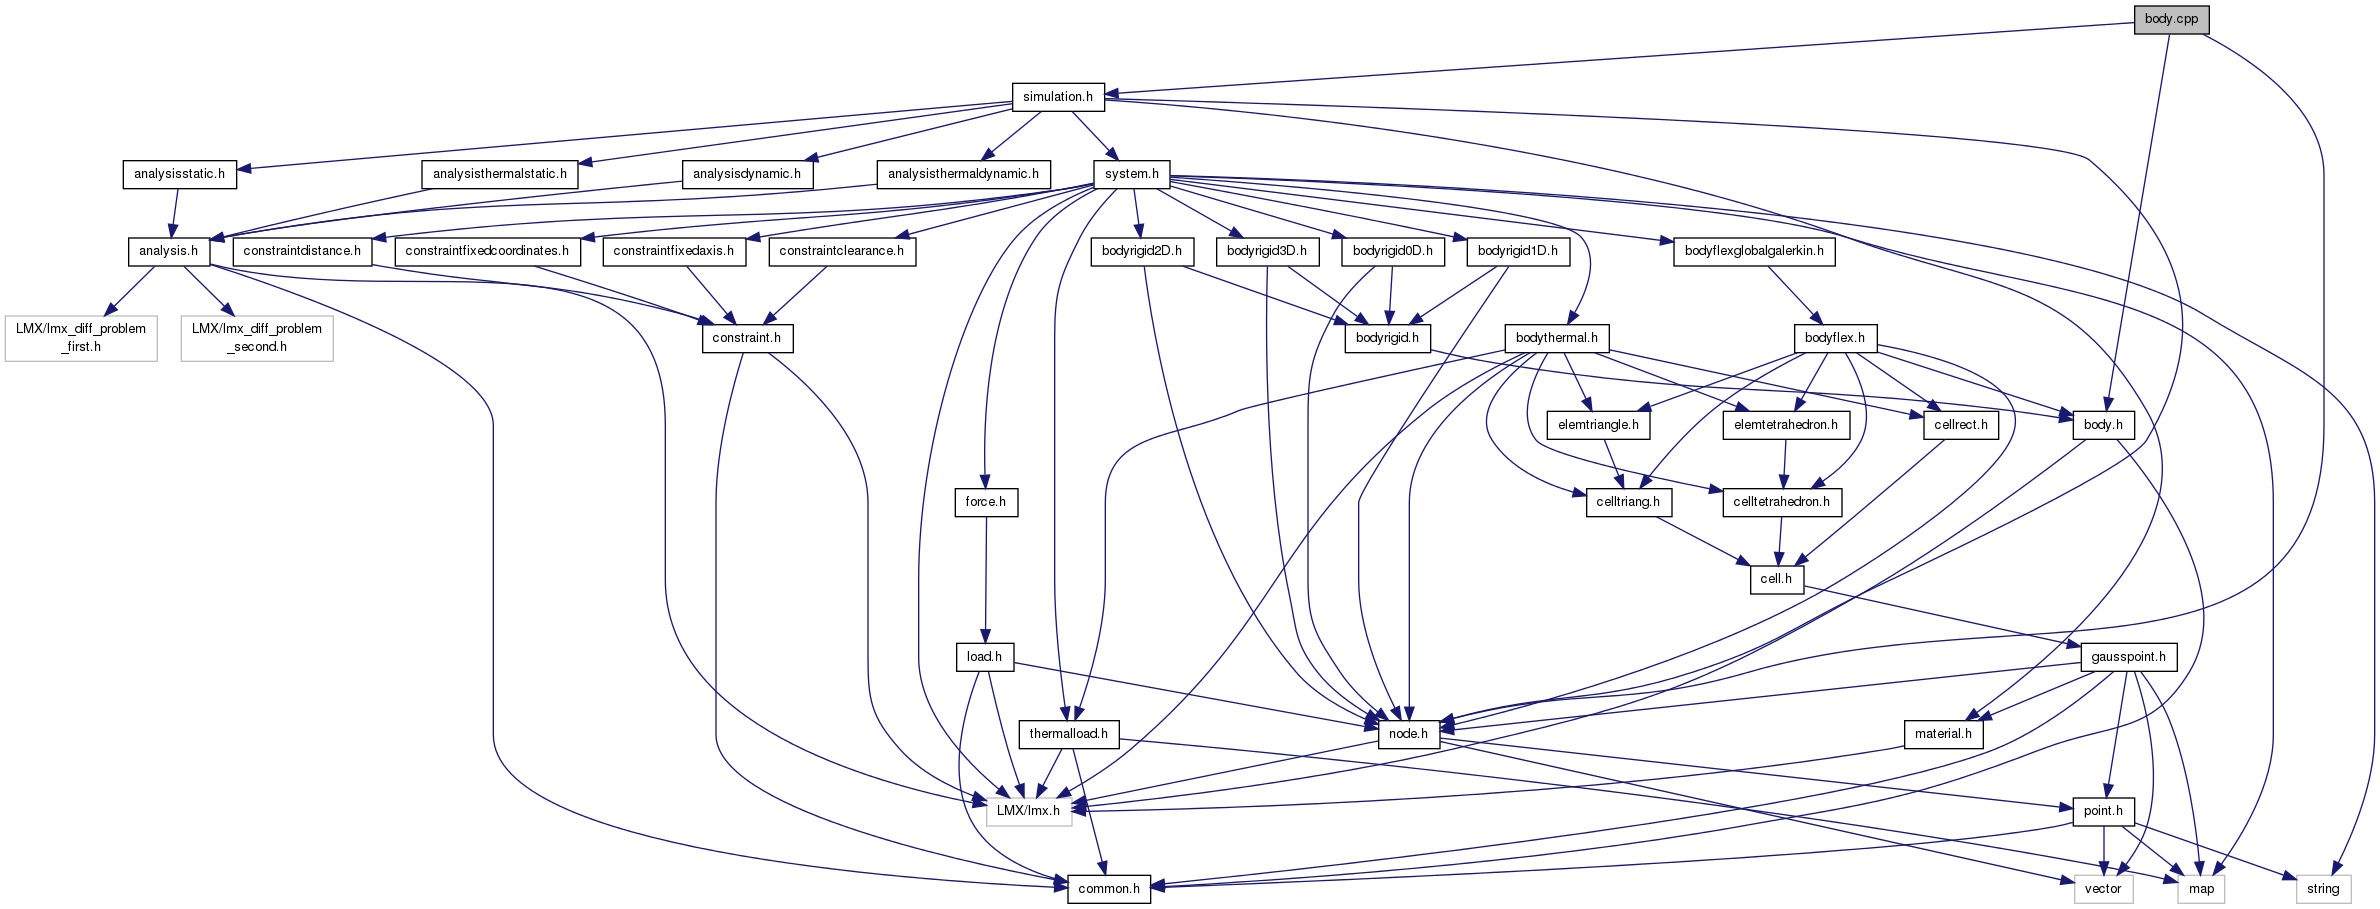 body.cpp
simulation.h
analysisstatic.h
analysisthermalstatic.h
analysisdynamic.h
analysisthermaldynamic.h
system.h
analysis.h
constraintdistance.h
constraintfixedcoordinates.h
constraintfixedaxis.h
constraintclearance.h
bodyrigid2D.h
bodyrigid3D.h
bodyrigid0D.h
bodyrigid1D.h
bodyflexglobalgalerkin.h
LMX/lmx_diff_problem
_first.h
LMX/lmx_diff_problem
_second.h
constraint.h
bodyrigid.h
bodythermal.h
bodyflex.h
elemtriangle.h
elemtetrahedron.h
cellrect.h
body.h
force.h
celltriang.h
celltetrahedron.h
cell.h
load.h
gausspoint.h
thermalload.h
node.h
material.h
LMX/lmx.h
point.h
common.h
vector
map
string